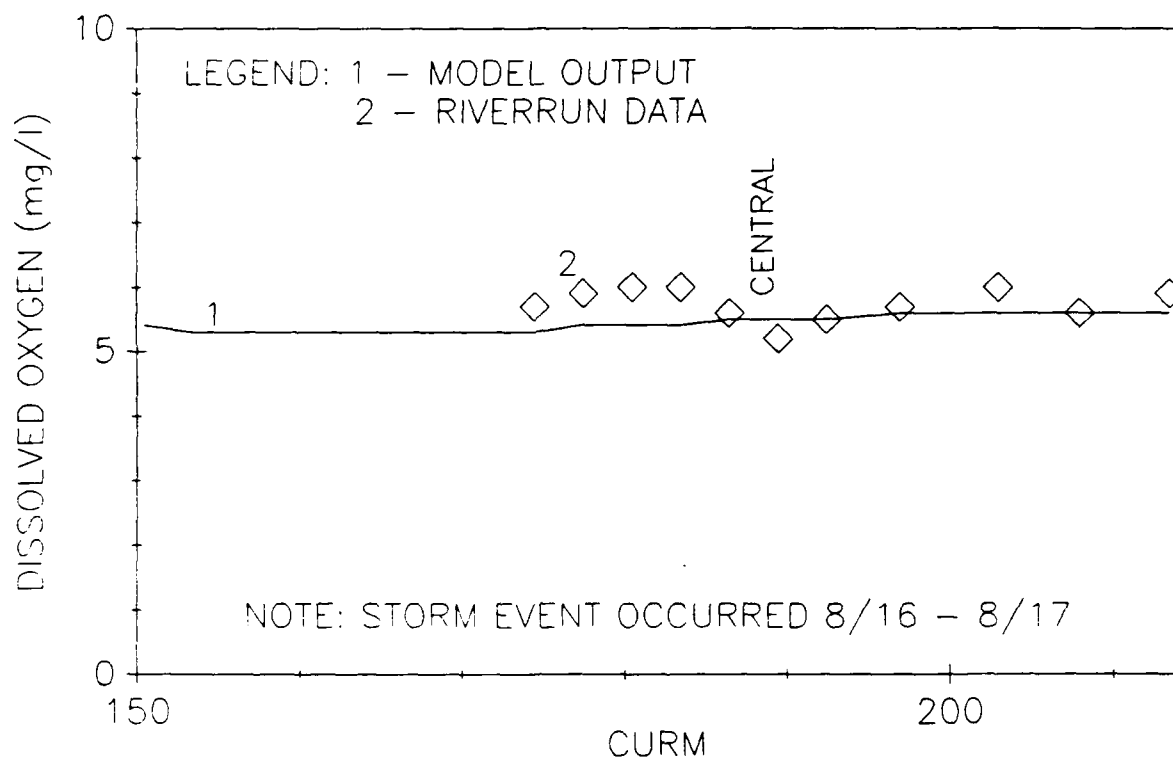 10
LEGEND: 1 – MODEL OUTPUT
2 – RIVERRUN DATA
CENTRAL
2
1
5
DISSOLVED OXYGEN (mg/l)
NOTE: STORM EVENT OCCURRED 8/16 – 8/17
0
150
200
CURM